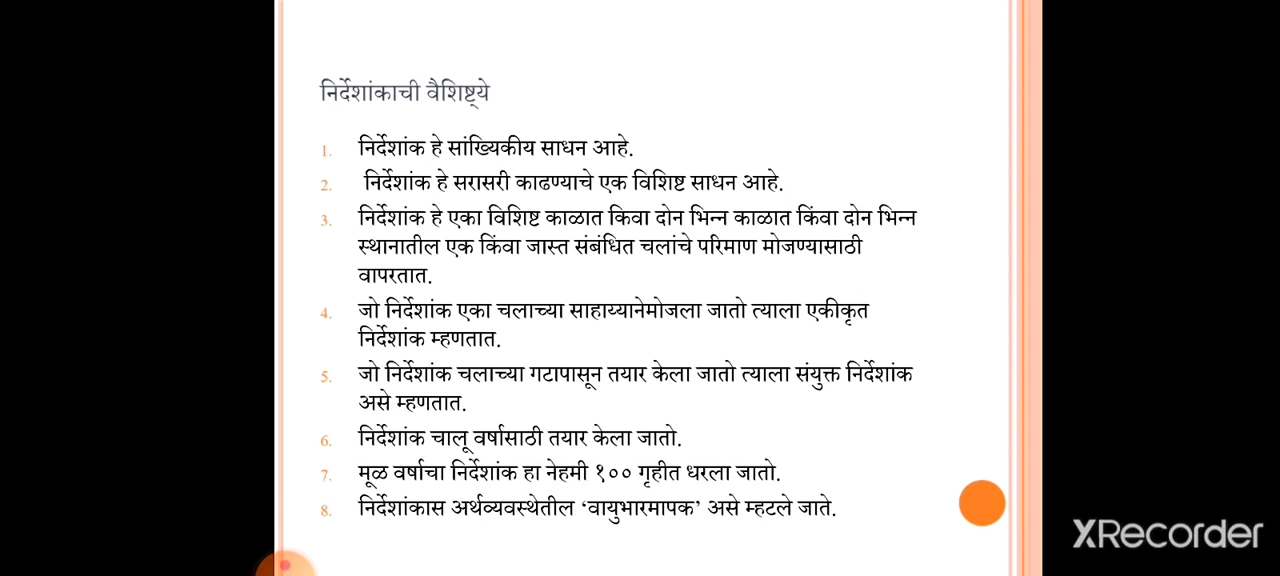 निर्देशांकाची वैशिष्ट्ये
1. निर्देशांक हे सांख्यिकीय साधन आहे.
2. निर्देशांक हे सरासरी काढण्याचे एक विशिष्ट साधन आहे.
3. निर्देशांक हे एका विशिष्ट काळात किवा दोन भिन्न काळात किंवा दोन भिन्न
स्थानातील एक किंवा जास्त संबंधित चलांचे परिमाण मोजण्यासाठी
वापरतात.
4. जो निर्देशांक एका चलाच्या साहाय्यानेमोजला जातो त्याला एकीकृत
निर्देशांक म्हणतात.
5. जो निर्देशांक चलाच्या गटापासून तयार केला जातो त्याला संयुक्त निर्देशांक
असे म्हणतात.
6. निर्देशांक चालू वर्षासाठी तयार केला जातो.
7. मूळ वर्षाचा निर्देशांक हा नेहमी १०० गृहीत धरला जातो.
8. निर्देशांकास अर्थव्यवस्थेतील ‘वायुभारमापक’ असे म्हटले जाते.
XRecorder